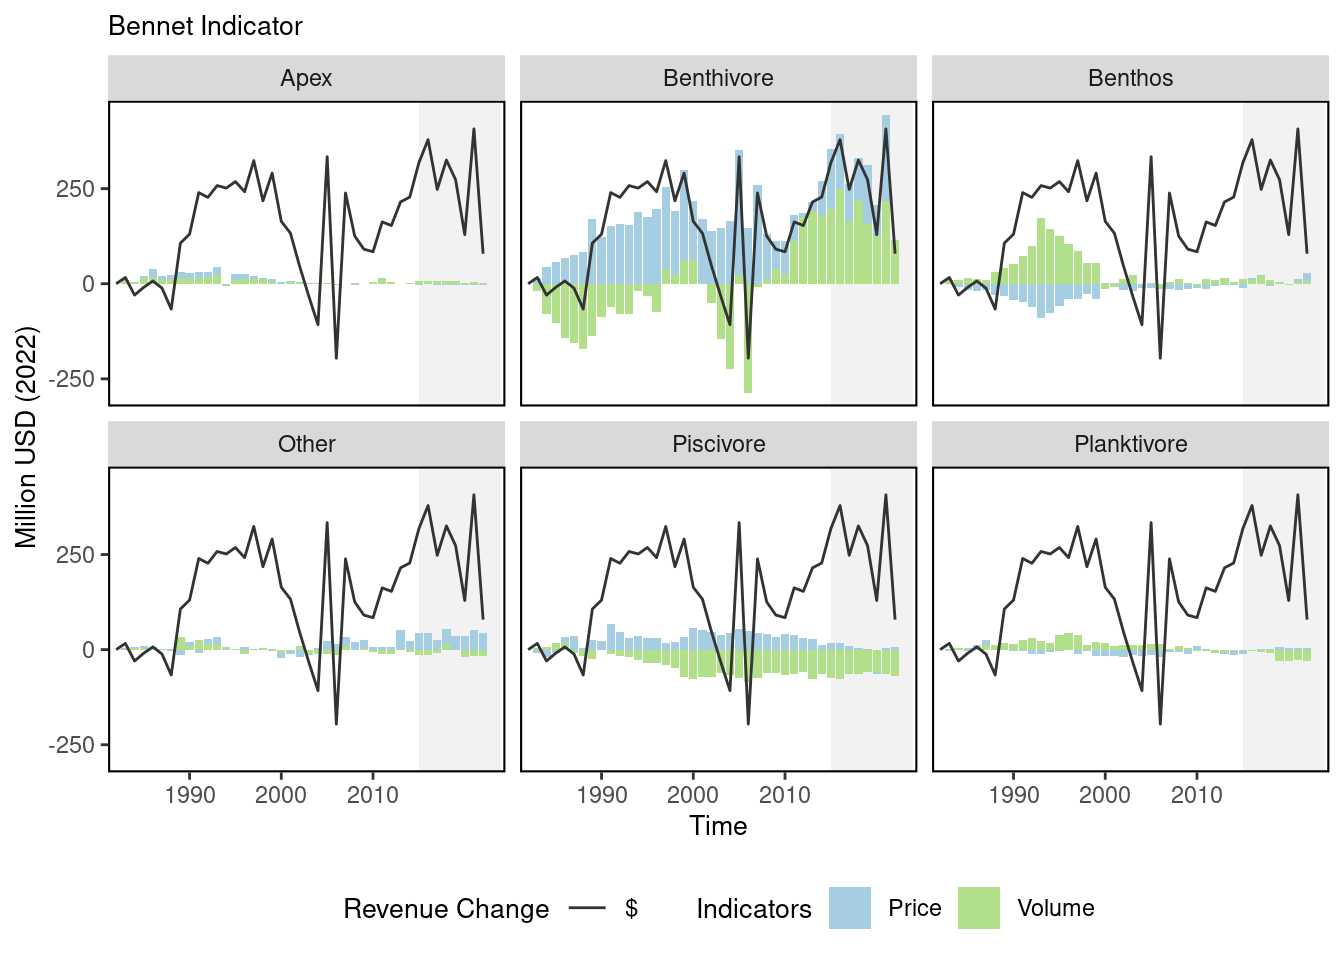 Bennet Indicator
Apex
Benthivore
Benthos
250
0
-250
Other
Piscivore
Planktivore
250
0
-250
1990 2000 2010
1990 2000 2010
1990 2000 2010
Million USD (2022)
Time
Revenue Change $ Indicators Price Volume